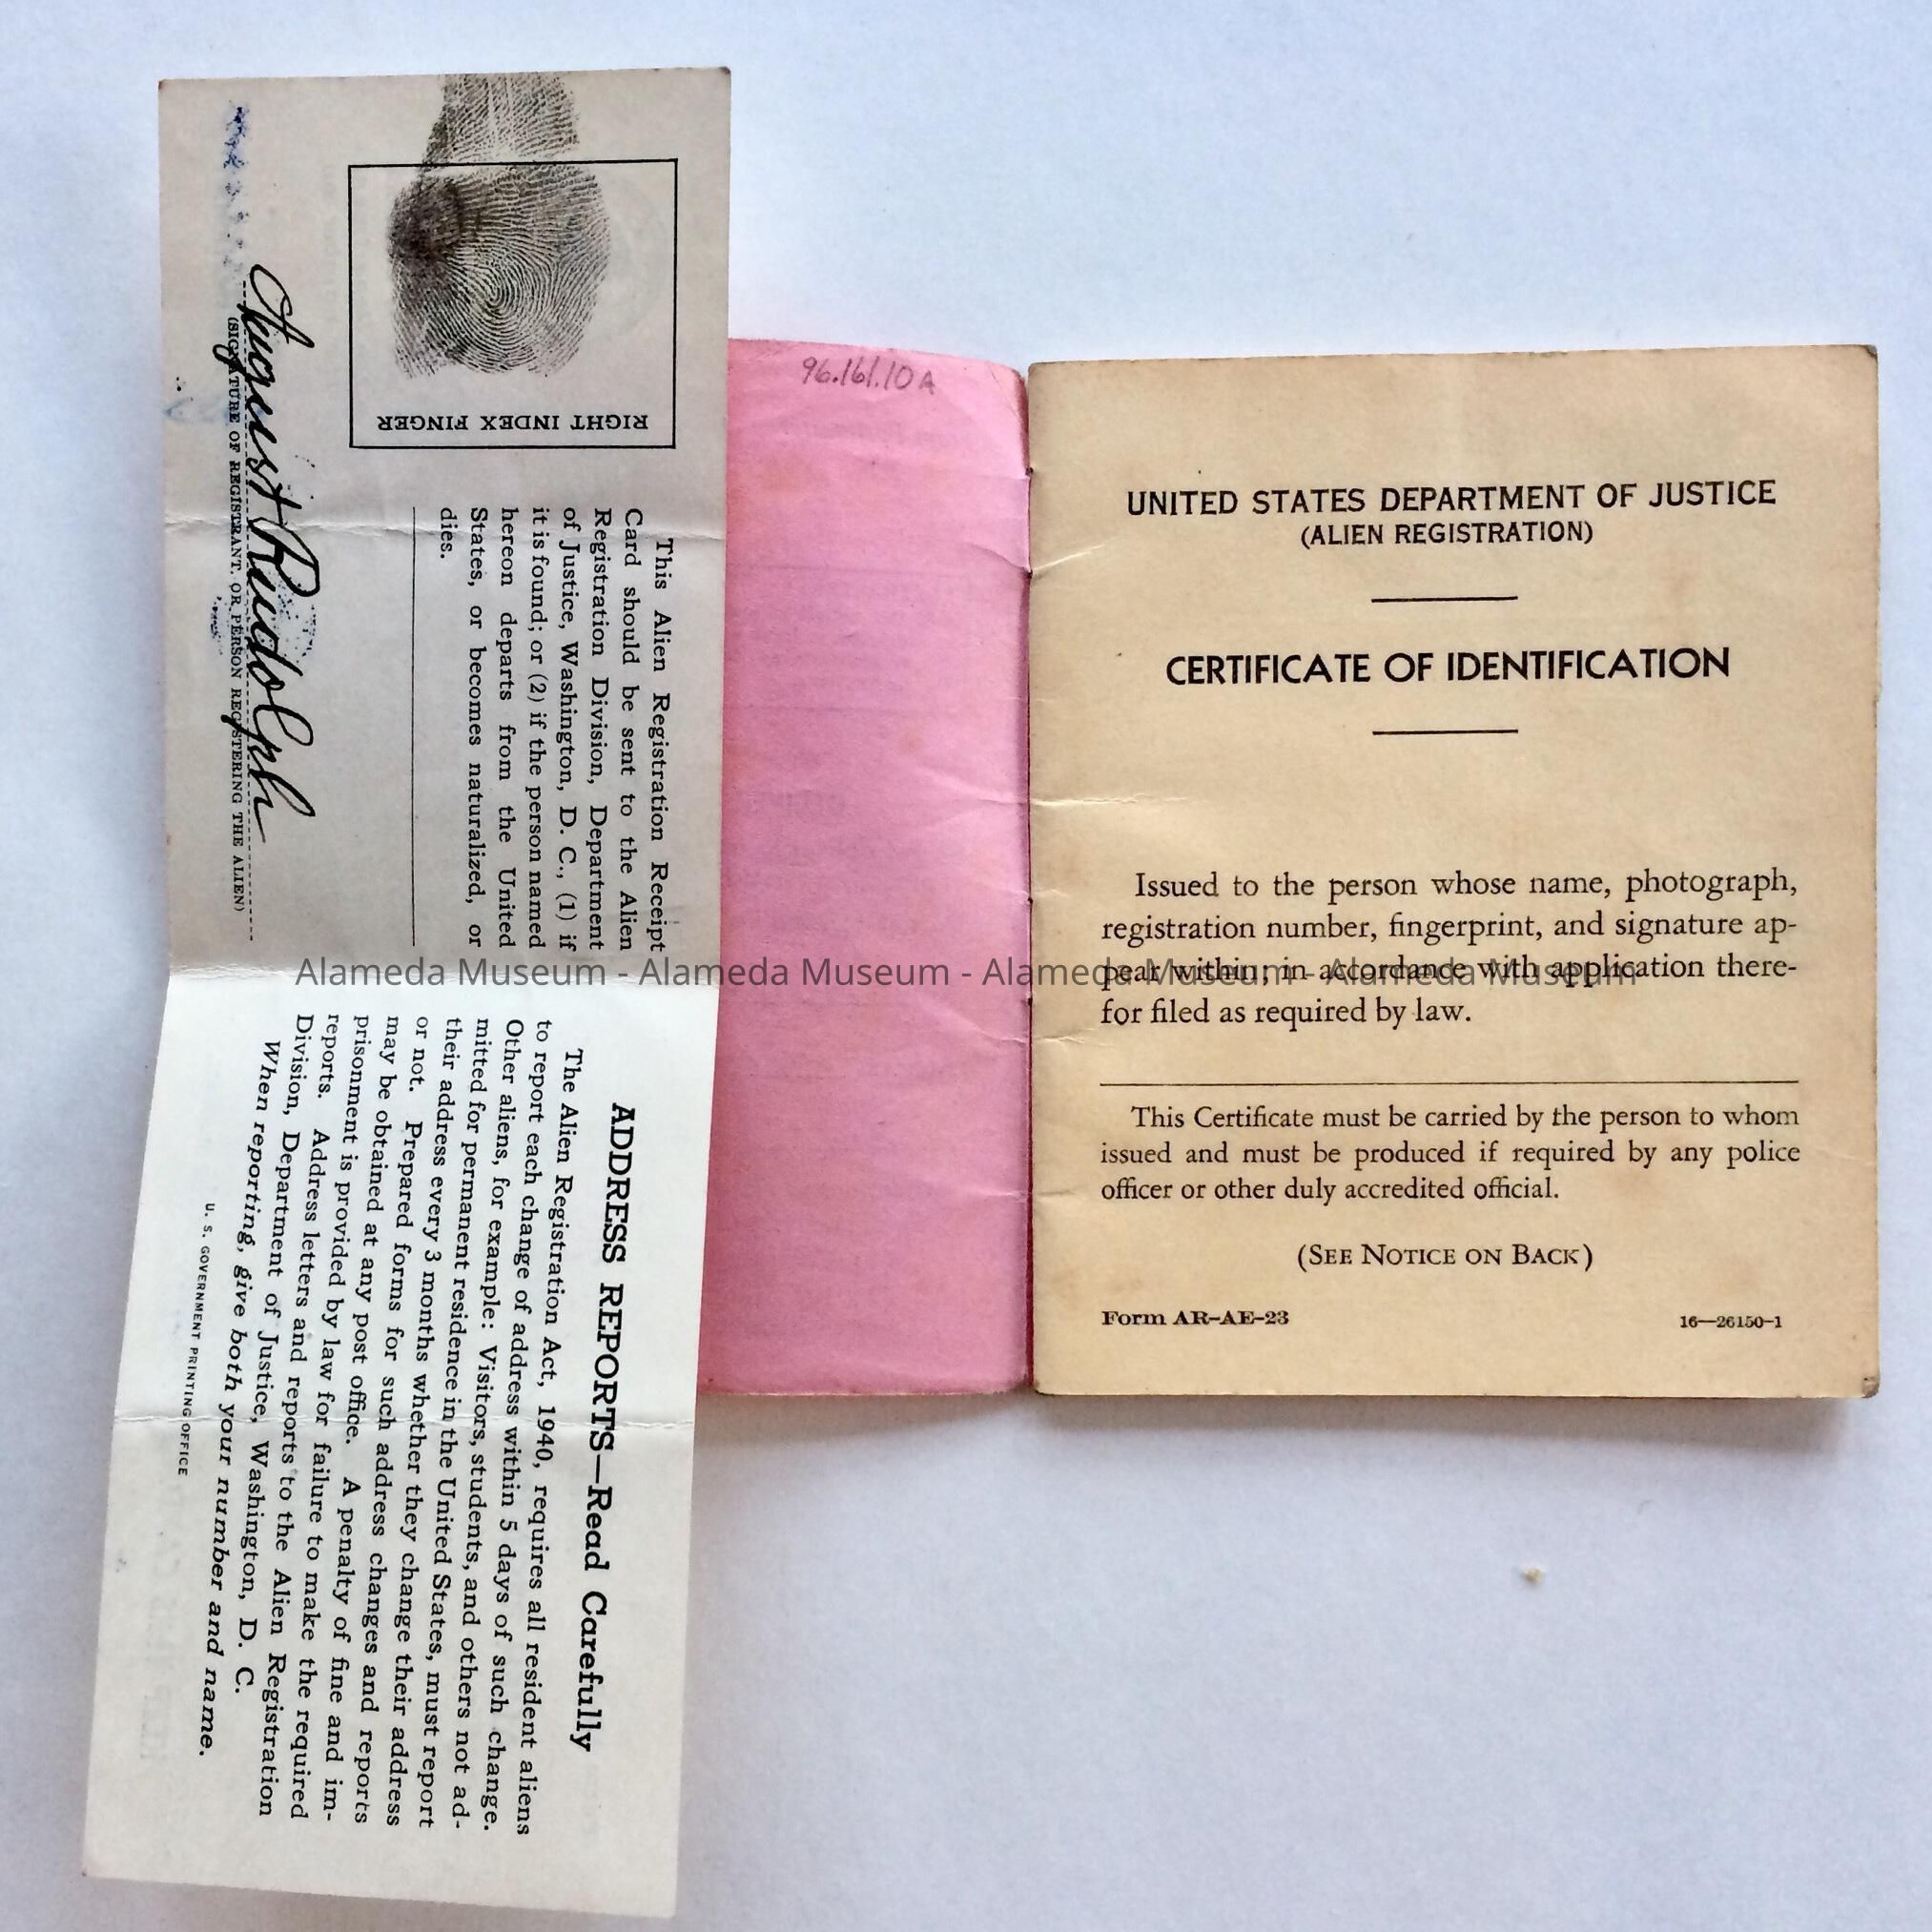 RIGHT INDEX FINGER
This Alien Registration Receipt
Card should be sent to the Alien
Registration Division, Department
of Justice, Washington, D. C., (1) if
it is found; or (2) if the person named
hereon departs from the United
States, or becomes naturalized, or
dies.
August Rudolph
(SIGNATURE OF REGISTRANT, OR PERSON REGISTERING THE ALIEN)
ADDRESS REPORTS—Read Carefully
The Alien Registration Act, 1940, requires all resident aliens
to report each change of address within 5 days of such change.
Other aliens, for example: Visitors, students, and others not ad-
mitted for permanent residence in the United States, must report
their address every 3 months whether they change their address
or not. Prepared forms for such address changes and reports
may be obtained at any post office. A penalty of fine and im-
prisonment is provided by law for failure to make the required
reports. Address letters and reports to the Alien Registration
Division, Department of Justice, Washington, D. C.
When reporting, give both your number and name.
U. S. GOVERNMENT PRINTING OFFICE
96.161.10A
UNITED STATES DEPARTMENT OF JUSTICE
(ALIEN REGISTRATION)
CERTIFICATE OF IDENTIFICATION
Issued to the person whose name, photograph,
registration number, fingerprint, and signature ap-
pear within; in accordance with application there-
for filed as required by law.
This Certificate must be carried by the person to whom
issued and must be produced if required by any police
officer or other duly accredited official.
(SEE NOTICE ON BACK)
Form AR-AE-23
16—26150-1
Alameda Museum - Alameda Museum - Alameda Museum - Alameda Museum